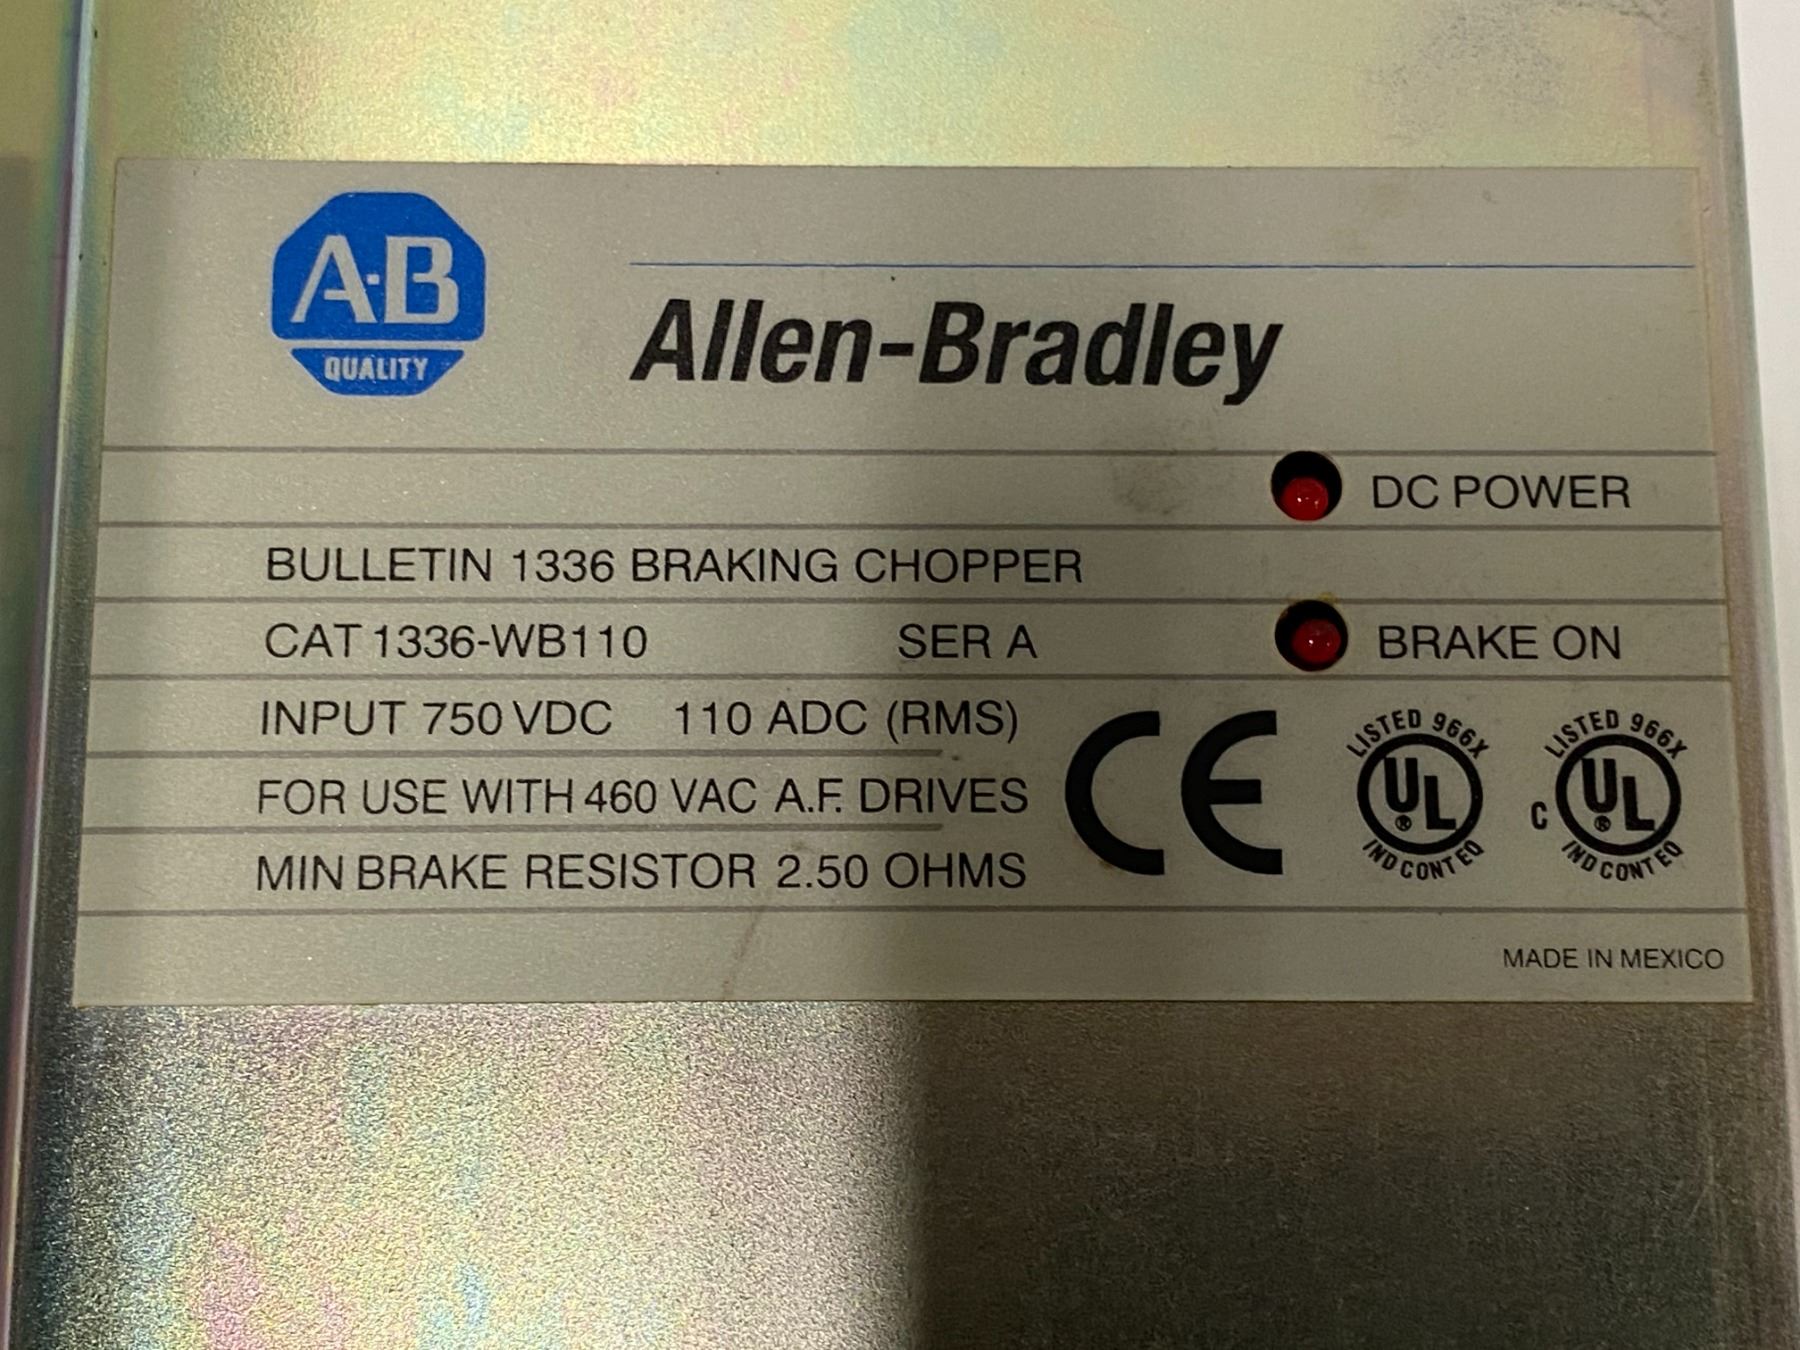 A-B
QUALITY
Allen-Bradley
DC POWER
BULLETIN 1336 BRAKING CHOPPER
CAT 1336-WB110 SER A
BRAKE ON
INPUT 750 VDC 110 ADC (RMS)
FOR USE WITH 460 VAC A.F. DRIVES
MIN BRAKE RESISTOR 2.50 OHMS
CE
LISTED 966X
UL ®
IND CONT EQ
LISTED 966X
C UL ®
IND CONT EQ
MADE IN MEXICO